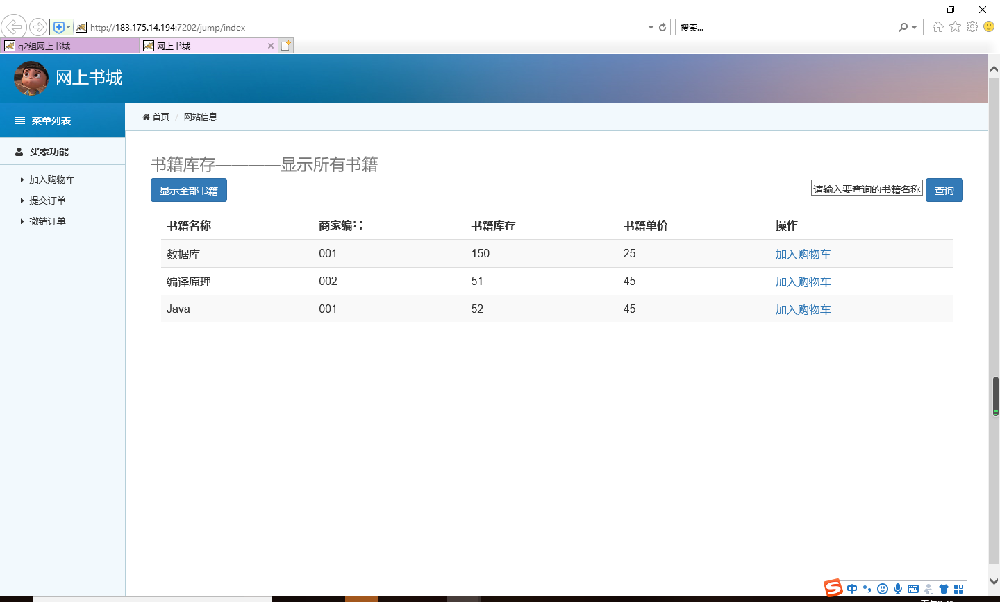 http://183.175.14.194:7202/jump/index
搜索...
g2组网上书城
网上书城
网上书城
菜单列表
首页 / 网站信息
买家功能
加入购物车
提交订单
撤销订单
书籍库存————显示所有书籍
显示全部书籍
请输入要查询的书籍名称 查询
书籍名称 商家编号 书籍库存 书籍单价 操作
数据库 001 150 25 加入购物车
编译原理 002 51 45 加入购物车
Java 001 52 45 加入购物车
S 中